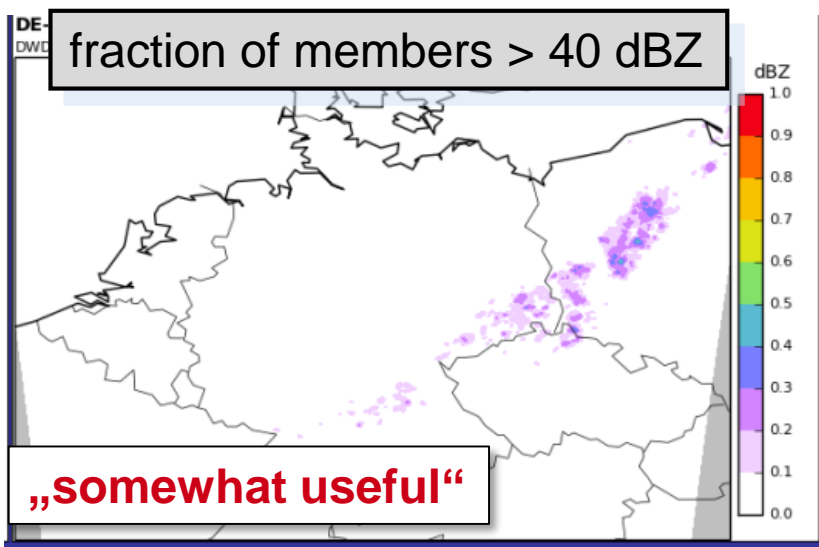 DE-
DWD
fraction of members > 40 dBZ
dBZ
1.0
0.9
0.8
0.7
0.6
0.5
0.4
0.3
0.2
0.1
0.0
„somewhat useful“